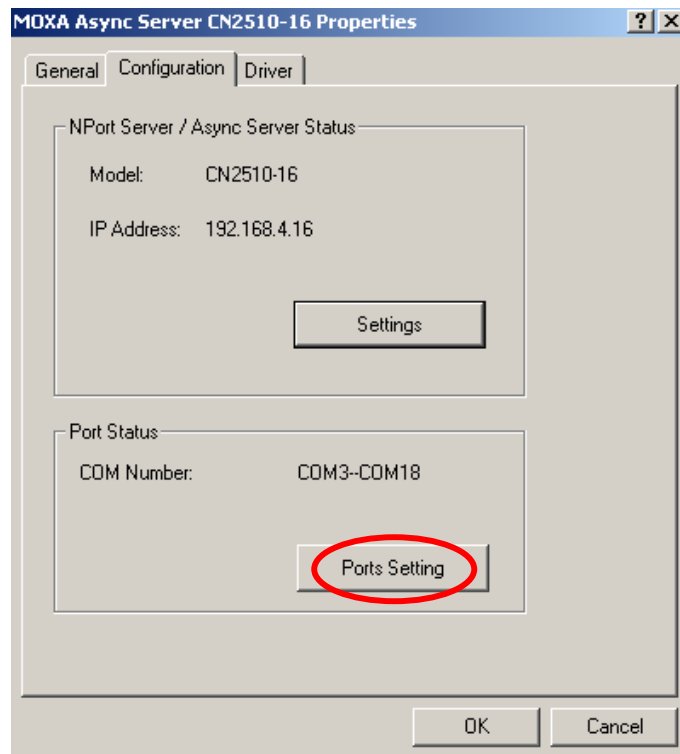 MOXA Async Server CN2510-16 Properties
General Configuration Driver
NPort Server / Async Server Status
Model: CN2510-16
IP Address: 192.168.4.16
Settings
Port Status
COM Number: COM3--COM18
Ports Setting
OK Cancel